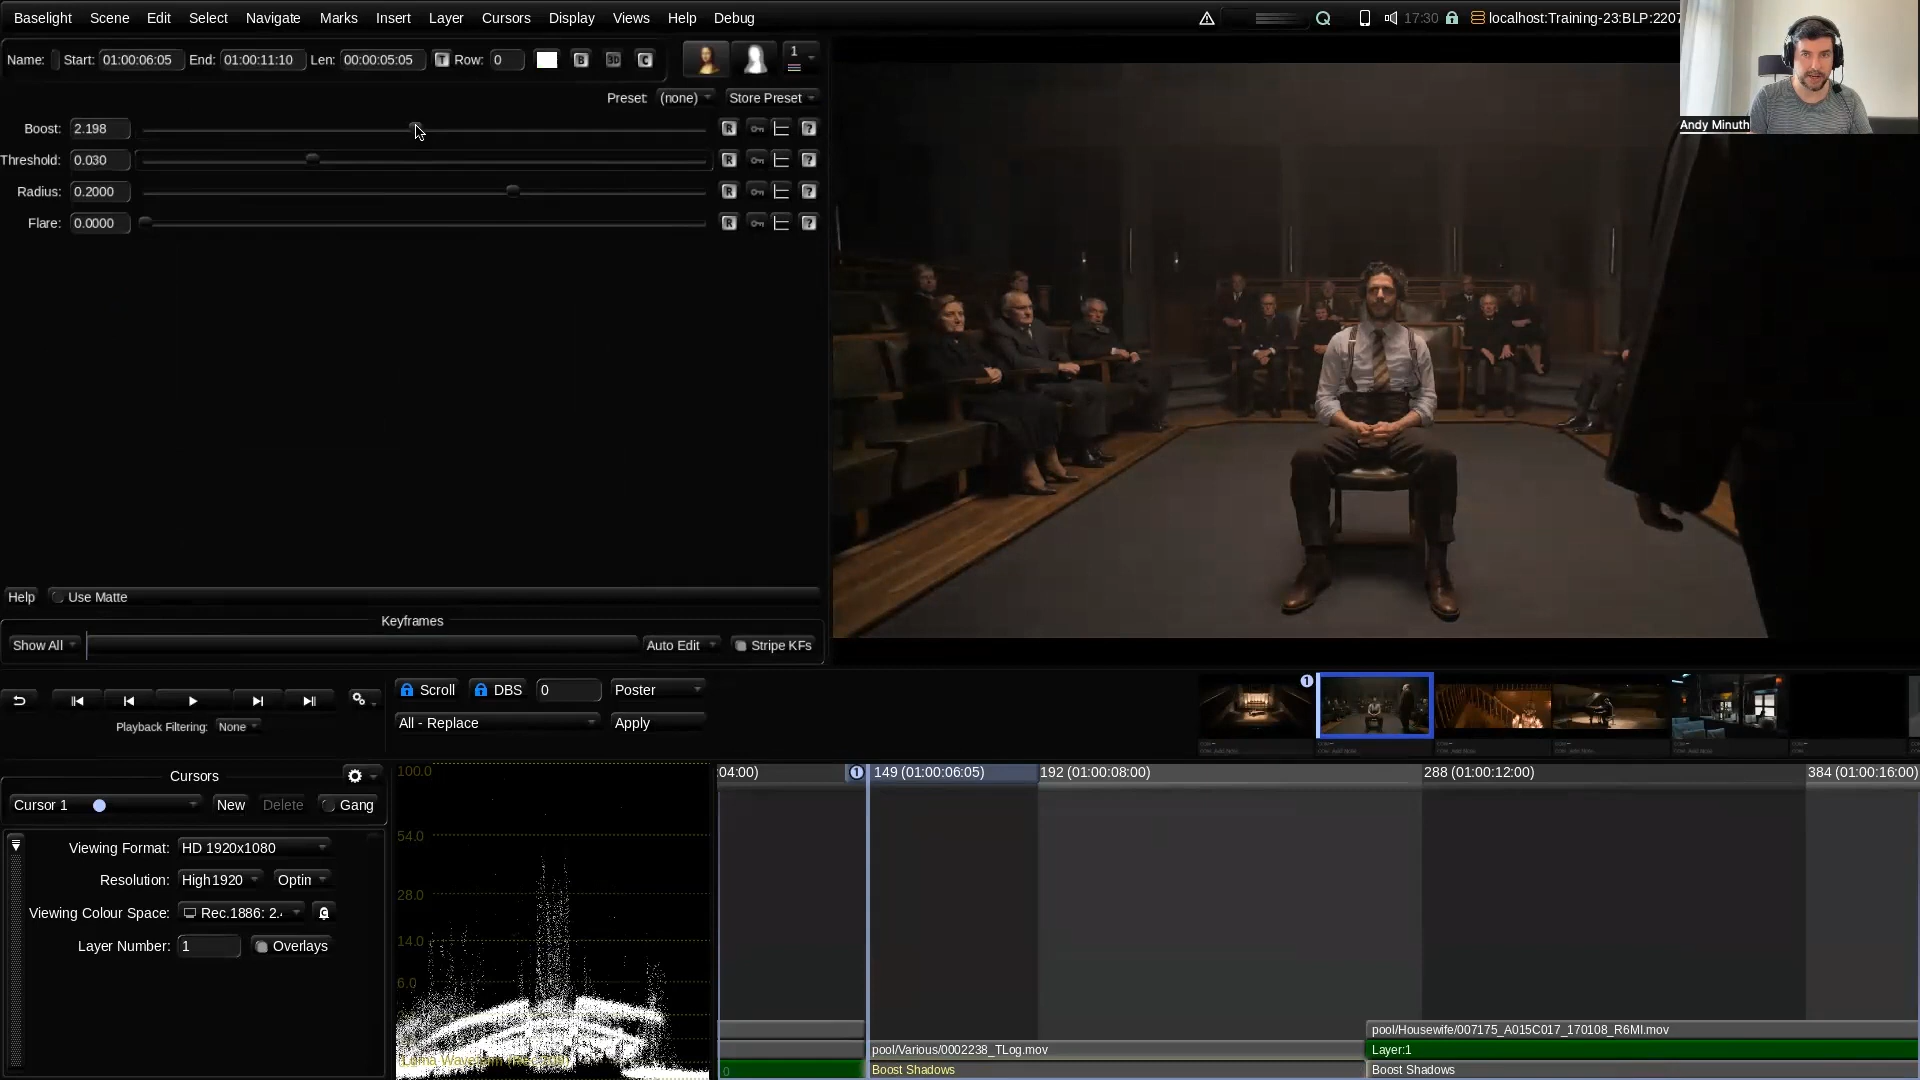 Baselight Scene Edit Select Navigate Marks Insert Layer Cursors Display Views Help Debug 17:30 localhost:Training-23:BLP:2207
Name: Start: 01:00:06:05 End: 01:00:11:10 Len: 00:00:05:05 T Row: 0 B 3D C 1
Andy Minuth
Preset: (none) Store Preset
Boost: 2.198 R ?
Threshold: 0.030 R ?
Radius: 0.2000 R ?
Flare: 0.0000 R ?
Help Use Matte
Keyframes
Show All Auto Edit Stripe KFs
Scroll DBS 0 Poster
Playback Filtering: None
All - Replace Apply
1
Cursors
Cursor 1 New Delete Gang
Viewing Format: HD 1920x1080
Resolution: High1920 Optin
Viewing Colour Space: Rec.1886: 2.
Layer Number: 1 Overlays
100.0
54.0
28.0
14.0
6.0
:04:00) 1 149 (01:00:06:05) 192 (01:00:08:00) 288 (01:00:12:00) 384 (01:00:16:00)
pool/Housewife/007175_A015C017_170108_R6MI.mov
pool/Various/0002238_TLog.mov
Layer:1
0
Boost Shadows
Boost Shadows